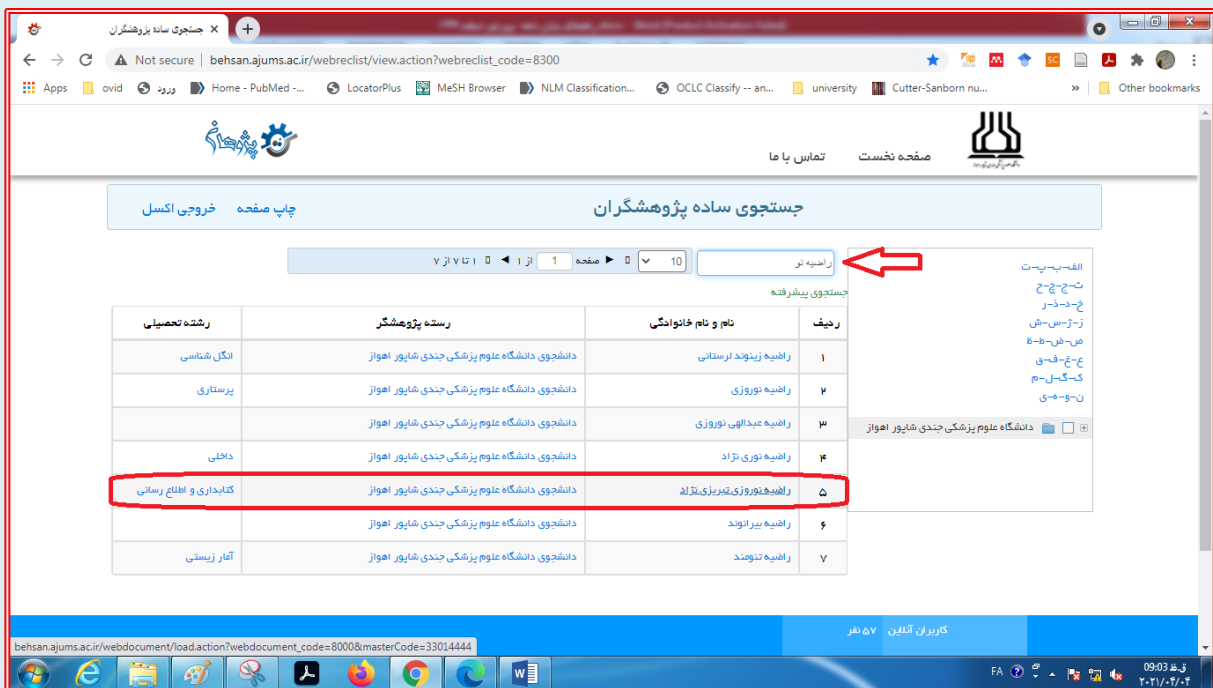 جستجوی ساده پژوهشگران
Not secure | behsan.ajums.ac.ir/webreclist/view.action?webreclist_code=8300
Apps ovid ورود Home - PubMed -... LocatorPlus MeSH Browser NLM Classification... OCLC Classify -- an... university Cutter-Sanborn nu... » Other bookmarks
صفحه نخست تماس با ما
پژوهان
جستجوی ساده پژوهشگران چاپ صفحه خروجی اکسل
راضیه نو 10 صفحه 1 از ۱ ۱ تا ۷ از ۷
جستجوی پیشرفته
الف-ب-پ-ت
ث-ج-چ-ح
خ-د-ذ-ر
ز-ژ-س-ش
ص-ض-ط-ظ
ع-غ-ف-ق
ک-گ-ل-م
ن-و-ه-ی
دانشگاه علوم پزشکی جندی شاپور اهواز
ردیف نام و نام خانوادگی رسته پژوهشگر رشته تحصیلی
۱ راضیه زینوند لرستانی دانشجوی دانشگاه علوم پزشکی جندی شاپور اهواز انگل شناسی
۲ راضیه نوروزی دانشجوی دانشگاه علوم پزشکی جندی شاپور اهواز پرستاری
۳ راضیه عبدالهی نوروزی دانشجوی دانشگاه علوم پزشکی جندی شاپور اهواز
۴ راضیه نوری نژاد دانشجوی دانشگاه علوم پزشکی جندی شاپور اهواز داخلی
۵ راضیه نوروزی تبریزی نژاد دانشجوی دانشگاه علوم پزشکی جندی شاپور اهواز کتابداری و اطلاع رسانی
۶ راضیه بیرانوند دانشجوی دانشگاه علوم پزشکی جندی شاپور اهواز
۷ راضیه تنومند دانشجوی دانشگاه علوم پزشکی جندی شاپور اهواز آمار زیستی
کاربران آنلاین ۵۷ نفر
behsan.ajums.ac.ir/webdocument/load.action?webdocument_code=8000&masterCode=33014444
FA 09:03 ق.ظ
۲۰۲۱/۰۴/۰۴